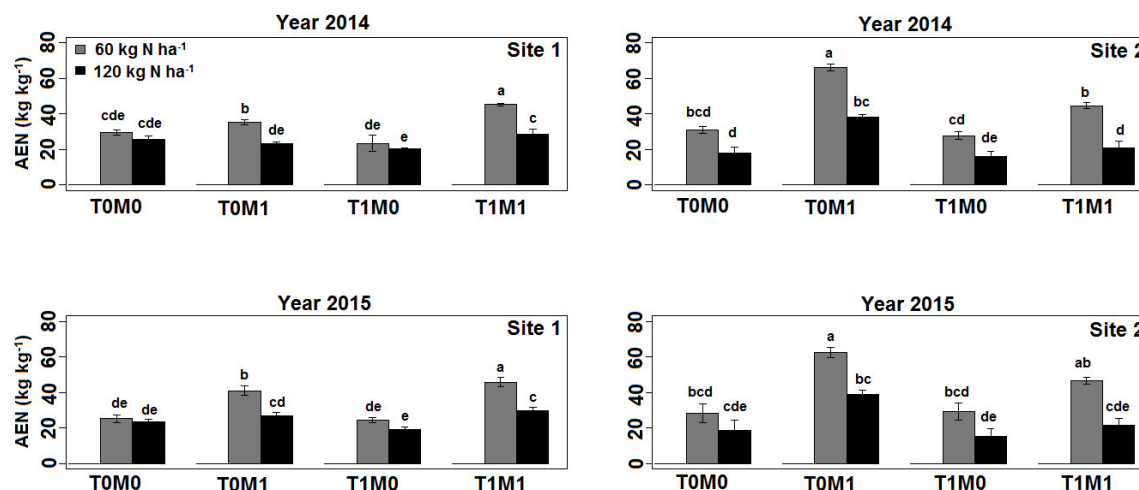 Year 2014
Site 1
60 kg N ha⁻¹
120 kg N ha⁻¹
AEN (kg kg⁻¹)
80
60
40
20
0
cde
cde
b
de
de
e
a
c
T0M0
T0M1
T1M0
T1M1
Year 2014
Site 2
80
60
40
20
0
bcd
d
a
bc
cd
de
b
d
T0M0
T0M1
T1M0
T1M1
Year 2015
Site 1
AEN (kg kg⁻¹)
80
60
40
20
0
de
de
b
cd
de
e
a
c
T0M0
T0M1
T1M0
T1M1
Year 2015
Site 2
80
60
40
20
0
bcd
cde
a
bc
bcd
de
ab
cde
T0M0
T0M1
T1M0
T1M1